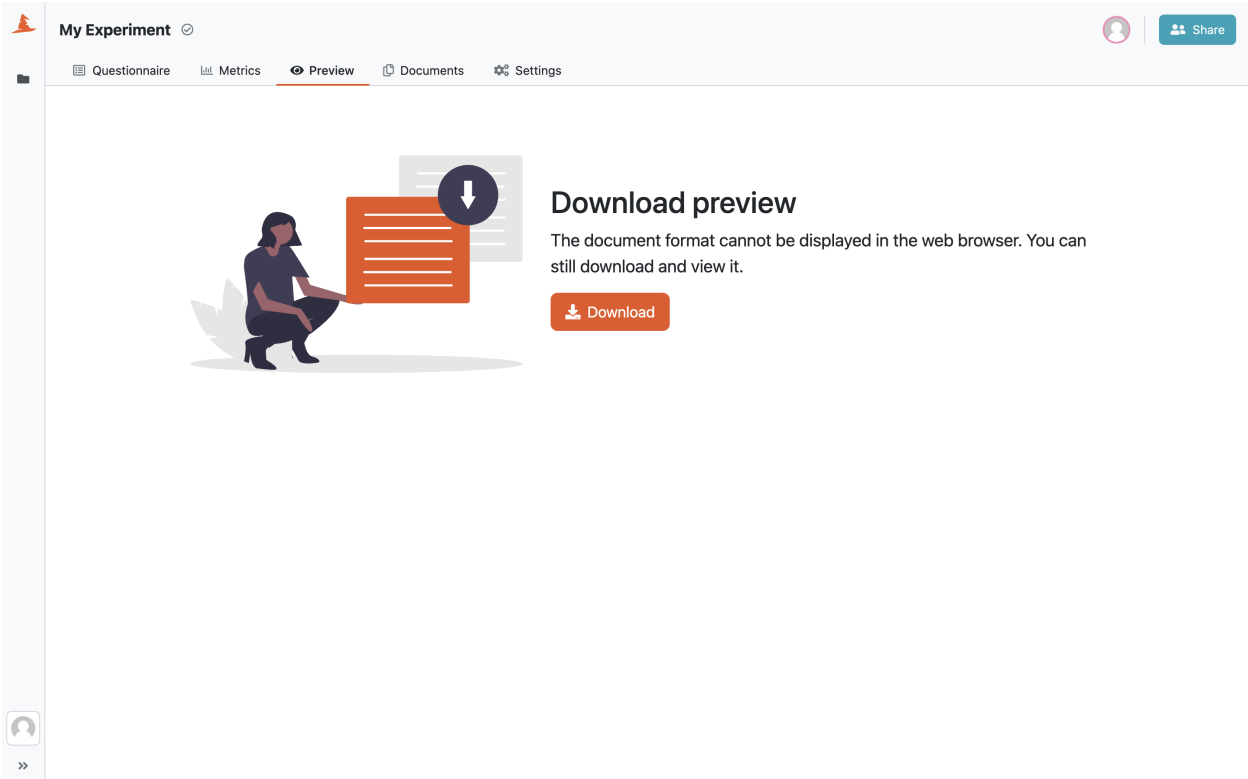 My Experiment
Share
Questionnaire
Metrics
Preview
Documents
Settings
Download preview
The document format cannot be displayed in the web browser. You can
still download and view it.
Download